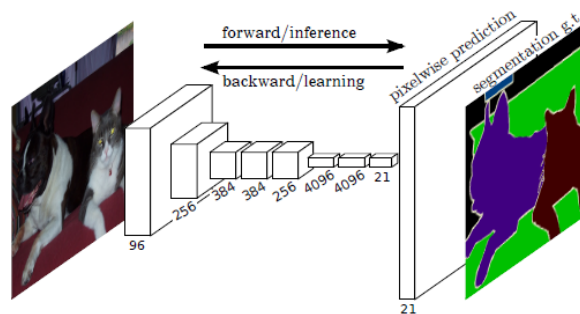 forward/inference
backward/learning
pixelwise prediction
segmentation g.t.
96
256
384
384
256
4096
4096
21
21